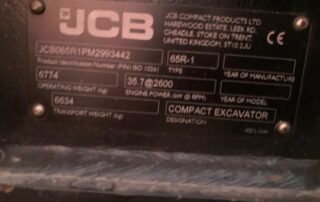 JCB
JCB COMPACT PRODUCTS LTD
HAREWOOD ESTATE, LEEK RD,
CHEADLE, STOKE ON TRENT,
UNITED KINGDOM. ST10 2JU
CE
JCB065R1PM2993442
65R-1
Product Identification Number (PIN) ISO 10261
TYPE
YEAR OF MANUFACTURE
6774
35.7@2600
OPERATING WEIGHT (kg)
ENGINE POWER (kW @ RPM)
YEAR OF MODEL
6634
COMPACT EXCAVATOR
TRANSPORT WEIGHT (kg)
DESIGNATION